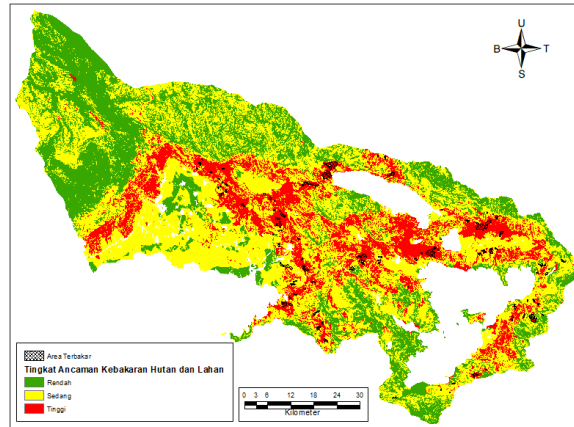 U
B T
S
Area Terbakar
Tingkat Ancaman Kebakaran Hutan dan Lahan
Rendah
Sedang
Tinggi
0 3 6 12 18 24 30
Kilometer